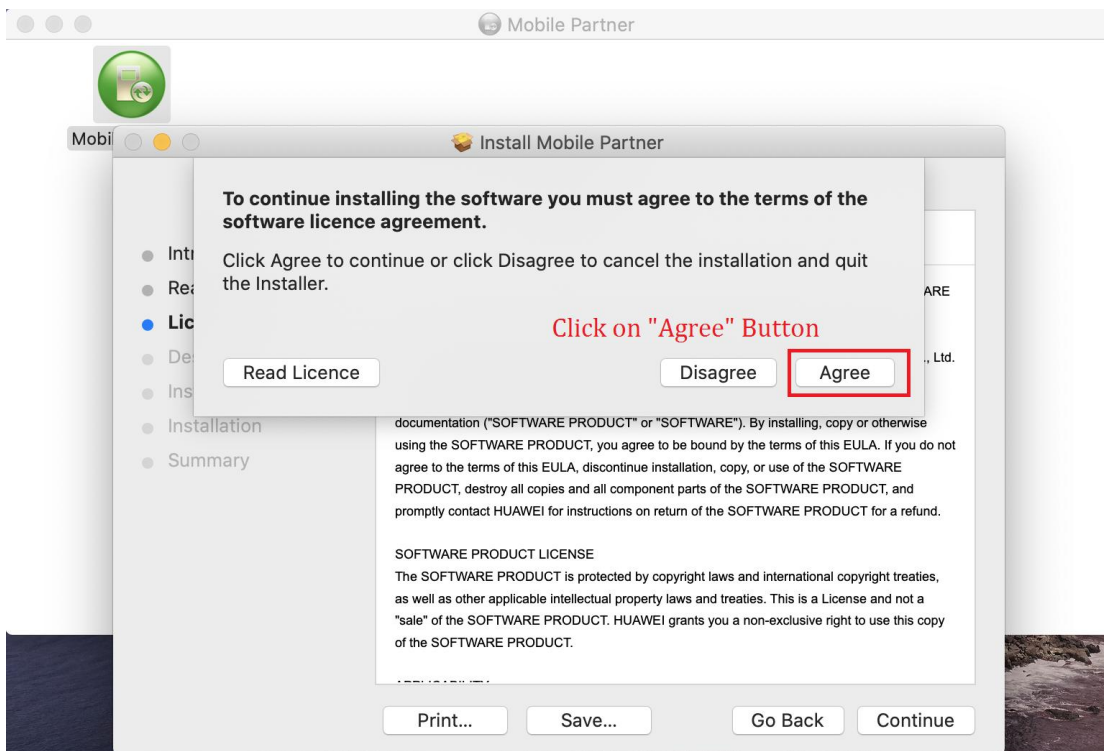 Mobile Partner
Install Mobile Partner
To continue installing the software you must agree to the terms of the
software licence agreement.
Click Agree to continue or click Disagree to cancel the installation and quit
the Installer.
Click on "Agree" Button
Read Licence
Disagree
Agree
ARE
., Ltd.
Installation
Summary
documentation ("SOFTWARE PRODUCT" or "SOFTWARE"). By installing, copy or otherwise
using the SOFTWARE PRODUCT, you agree to be bound by the terms of this EULA. If you do not
agree to the terms of this EULA, discontinue installation, copy, or use of the SOFTWARE
PRODUCT, destroy all copies and all component parts of the SOFTWARE PRODUCT, and
promptly contact HUAWEI for instructions on return of the SOFTWARE PRODUCT for a refund.
SOFTWARE PRODUCT LICENSE
The SOFTWARE PRODUCT is protected by copyright laws and international copyright treaties,
as well as other applicable intellectual property laws and treaties. This is a License and not a
"sale" of the SOFTWARE PRODUCT. HUAWEI grants you a non-exclusive right to use this copy
of the SOFTWARE PRODUCT.
Print...
Save...
Go Back
Continue